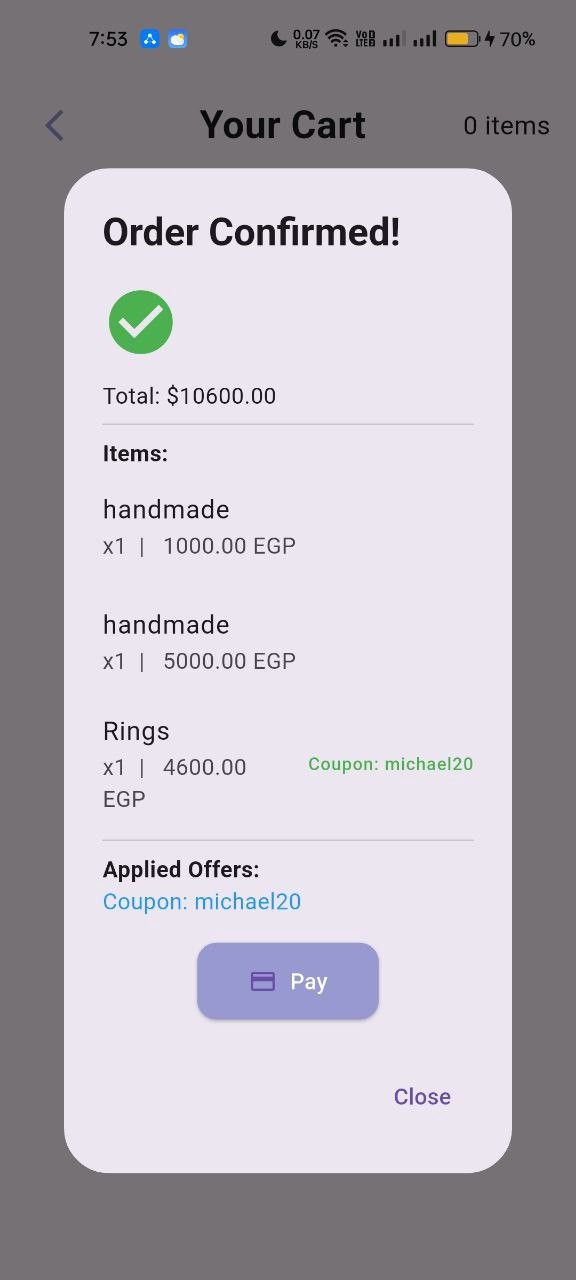 7:53 0.07 KB/S Vo LTE 70%
Your Cart 0 items
Order Confirmed!
Total: $10600.00
Items:
handmade
x1 | 1000.00 EGP
handmade
x1 | 5000.00 EGP
Rings
x1 | 4600.00 Coupon: michael20
EGP
Applied Offers:
Coupon: michael20
Pay
Close